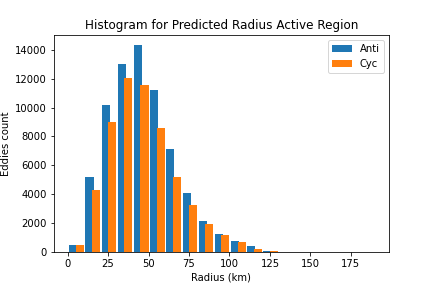 Histogram for Predicted Radius Active Region
Anti
Cyc
Eddies count
14000
12000
10000
8000
6000
4000
2000
0
0 25 50 75 100 125 150 175
Radius (km)